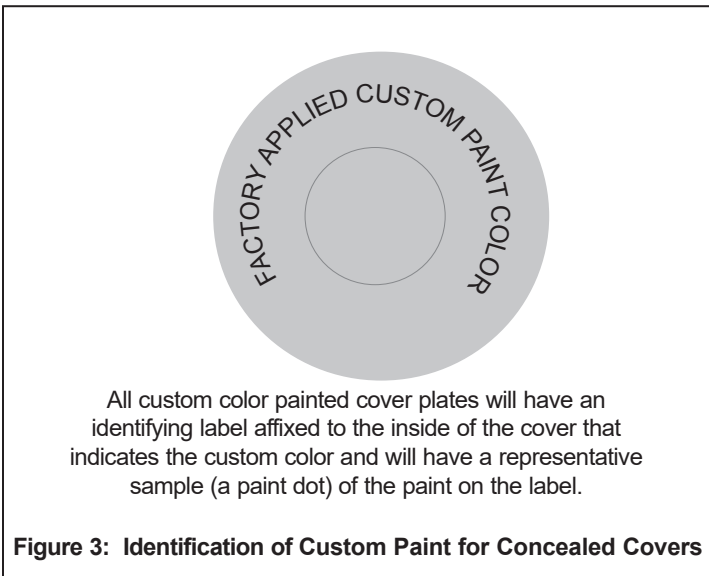 FACTORY APPLIED CUSTOM PAINT COLOR
All custom color painted cover plates will have an
identifying label affixed to the inside of the cover that
indicates the custom color and will have a representative
sample (a paint dot) of the paint on the label.
Figure 3: Identification of Custom Paint for Concealed Covers